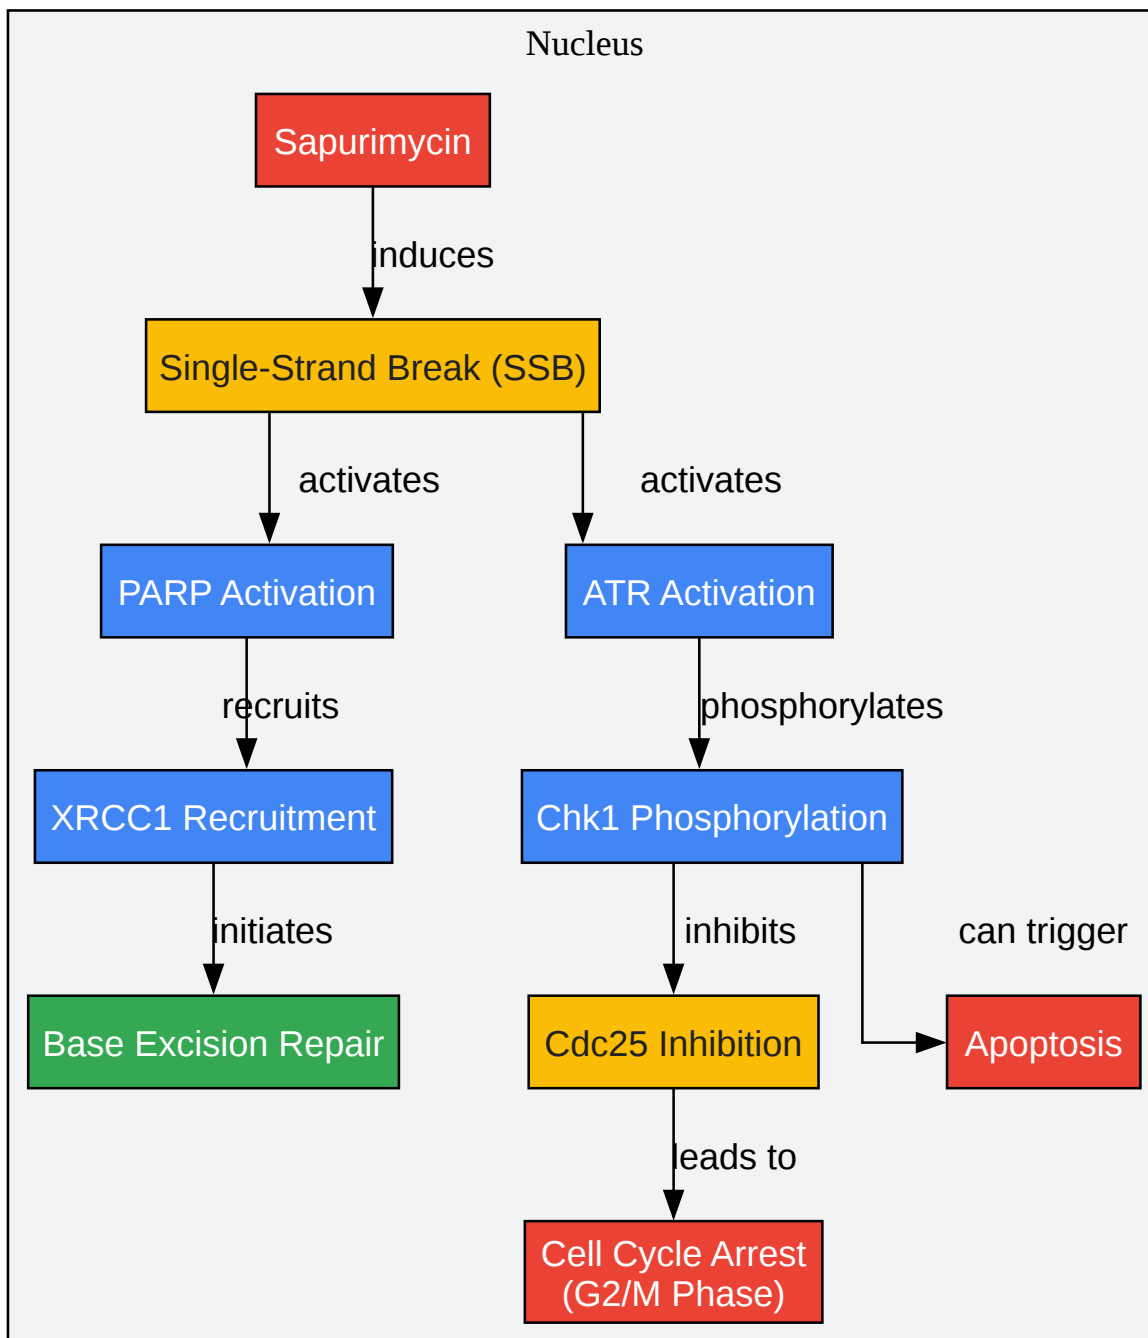 Nucleus
Sapurimycin
induces
Single-Strand Break (SSB)
activates
activates
PARP Activation
ATR Activation
recruits
phosphorylates
XRCC1 Recruitment
Chk1 Phosphorylation
initiates
inhibits
can trigger
Base Excision Repair
Cdc25 Inhibition
Apoptosis
leads to
Cell Cycle Arrest
(G2/M Phase)